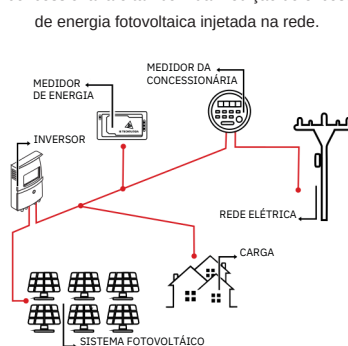 de energia fotovoltaica injetada na rede.
MEDIDOR DA
CONCESSIONÁRIA
MEDIDOR
DE ENERGIA
INVERSOR
REDE ELÉTRICA
CARGA
SISTEMA FOTOVOLTÁICO